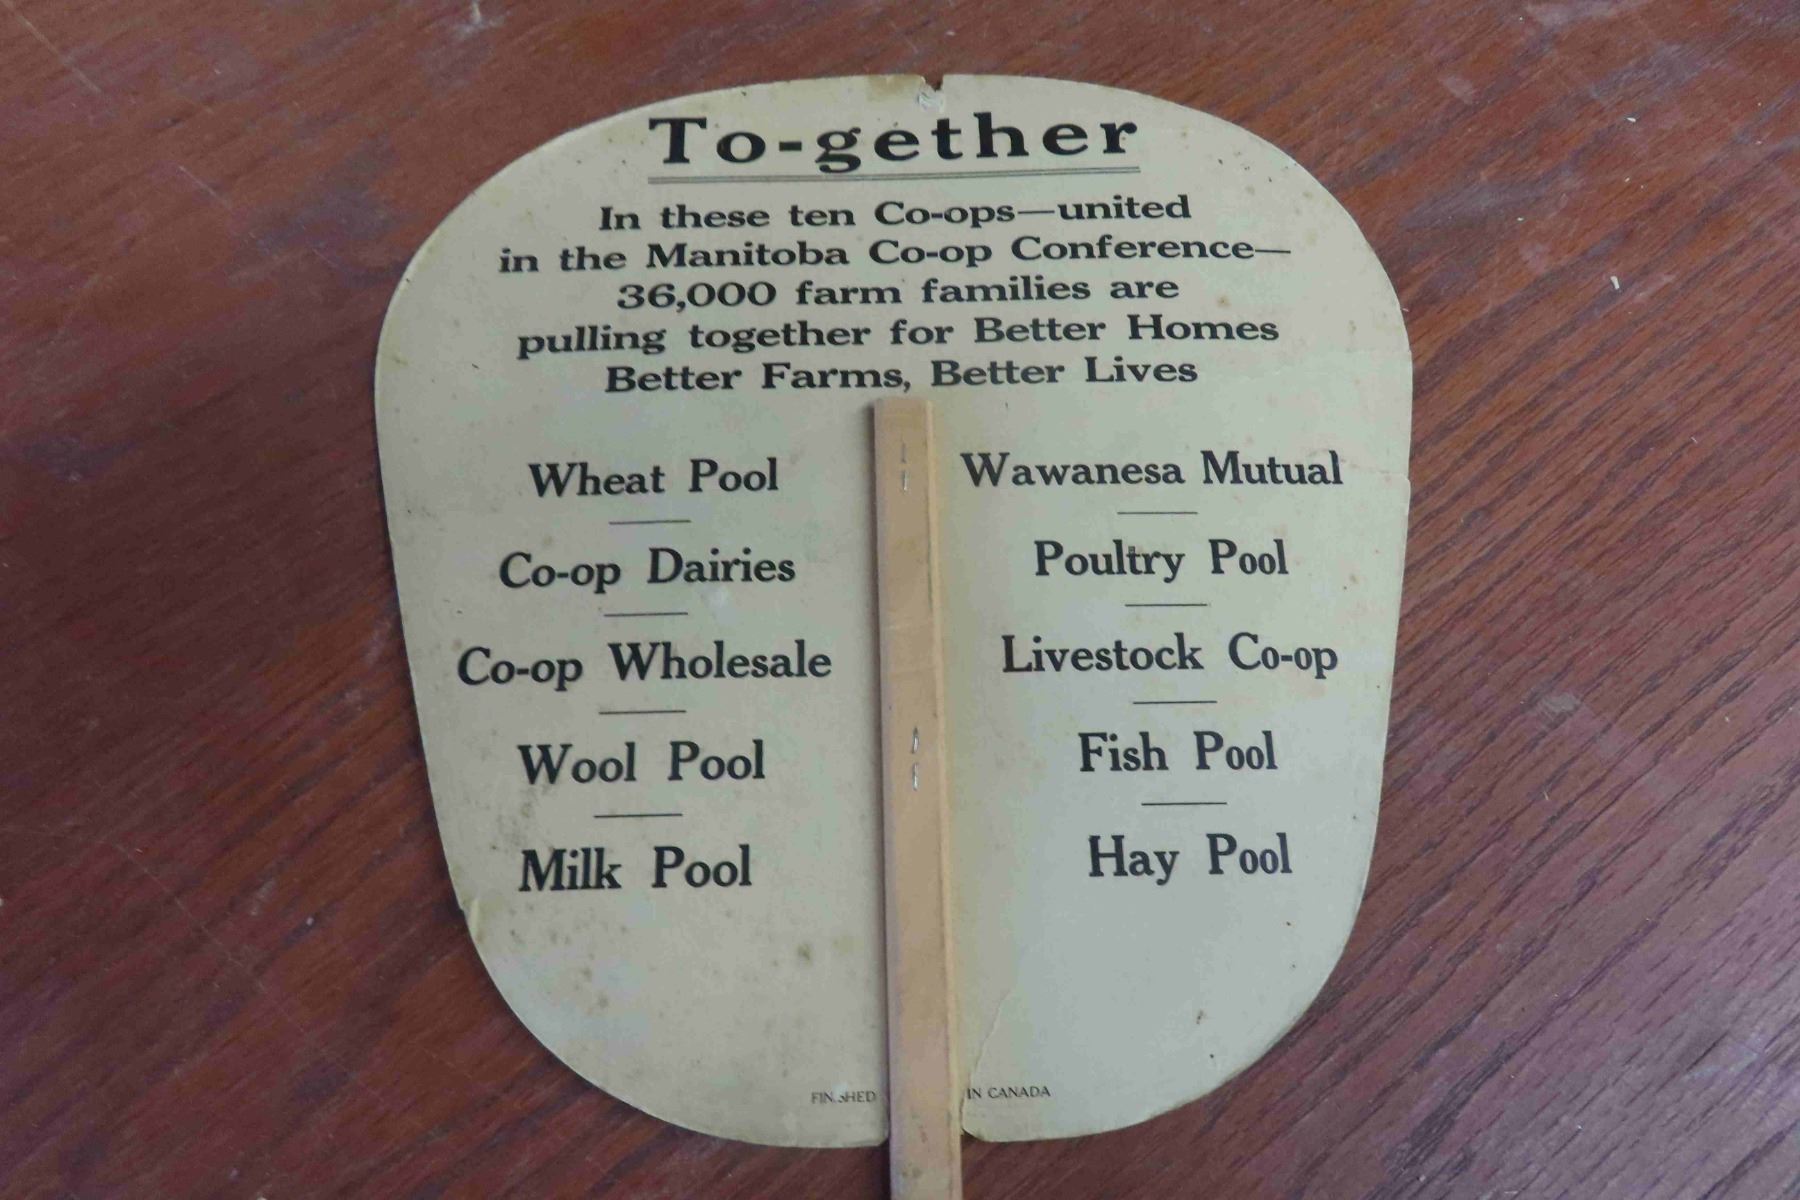 To-gether
In these ten Co-ops—united
in the Manitoba Co-op Conference—
36,000 farm families are
pulling together for Better Homes
Better Farms, Better Lives
Wheat Pool
Co-op Dairies
Co-op Wholesale
Wool Pool
Milk Pool
Wawanesa Mutual
Poultry Pool
Livestock Co-op
Fish Pool
Hay Pool
FINISHED IN CANADA